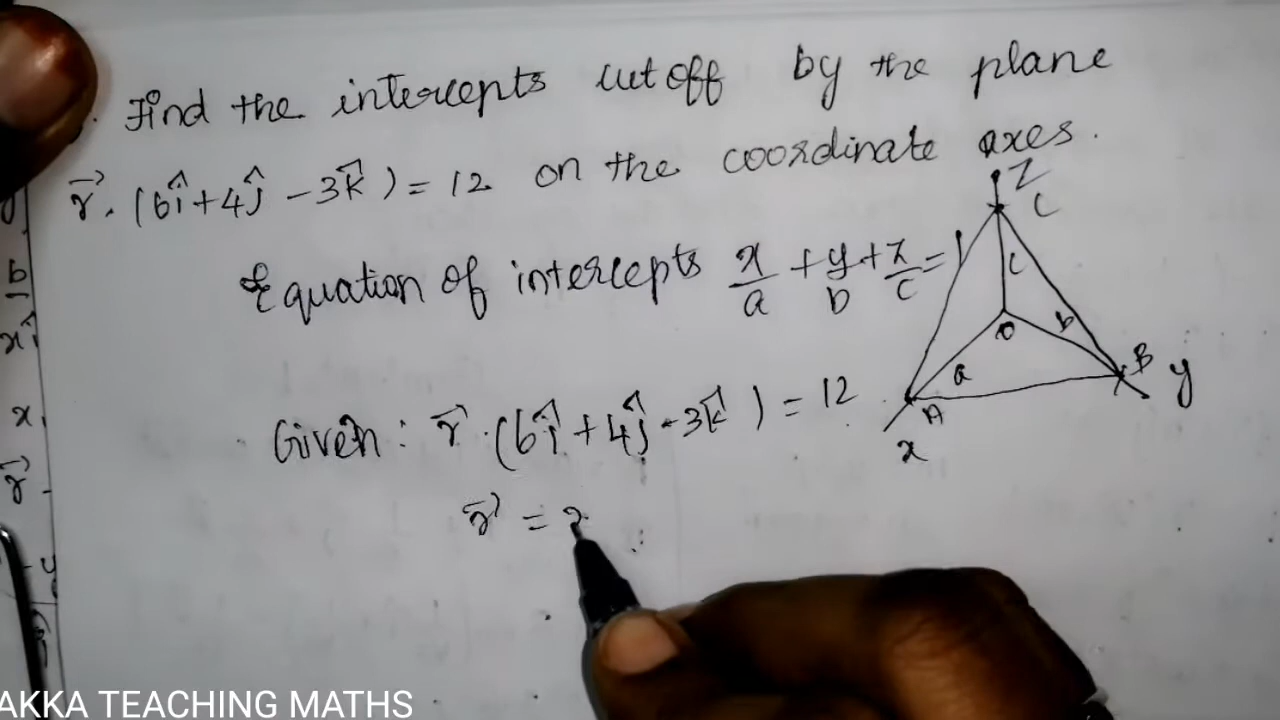 Find the intercepts cut off by the plane
r⃗. (6î+4ĵ-3k̂) = 12 on the coordinate axes.
Equation of intercepts x/a + y/b + z/c = 1
Given: r⃗.(6î+4ĵ-3k̂) = 12
r⃗ =
Z
C
c
O
b
a
B
y
A
x
b
x
r⃗
y
AKKA TEACHING MATHS